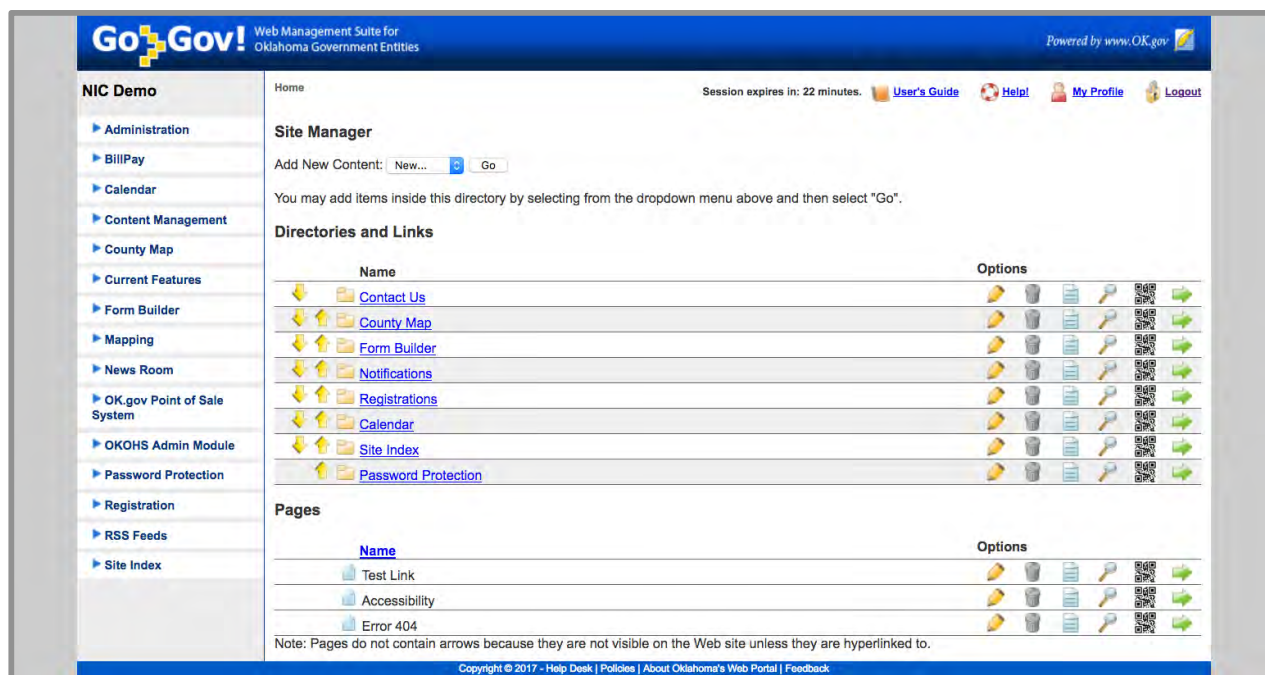 Go Gov! Web Management Suite for
Oklahoma Government Entities
Powered by www.OK.gov
NIC Demo
Administration
BillPay
Calendar
Content Management
County Map
Current Features
Form Builder
Mapping
News Room
OK.gov Point of Sale
System
OKOHS Admin Module
Password Protection
Registration
RSS Feeds
Site Index
Home
Session expires in: 22 minutes. User's Guide Help! My Profile Logout
Site Manager
Add New Content: New... Go
You may add items inside this directory by selecting from the dropdown menu above and then select "Go".
Directories and Links
Name Options
Contact Us
County Map
Form Builder
Notifications
Registrations
Calendar
Site Index
Password Protection
Pages
Name Options
Test Link
Accessibility
Error 404
Note: Pages do not contain arrows because they are not visible on the Web site unless they are hyperlinked to.
Copyright © 2017 - Help Desk | Policies | About Oklahoma's Web Portal | Feedback